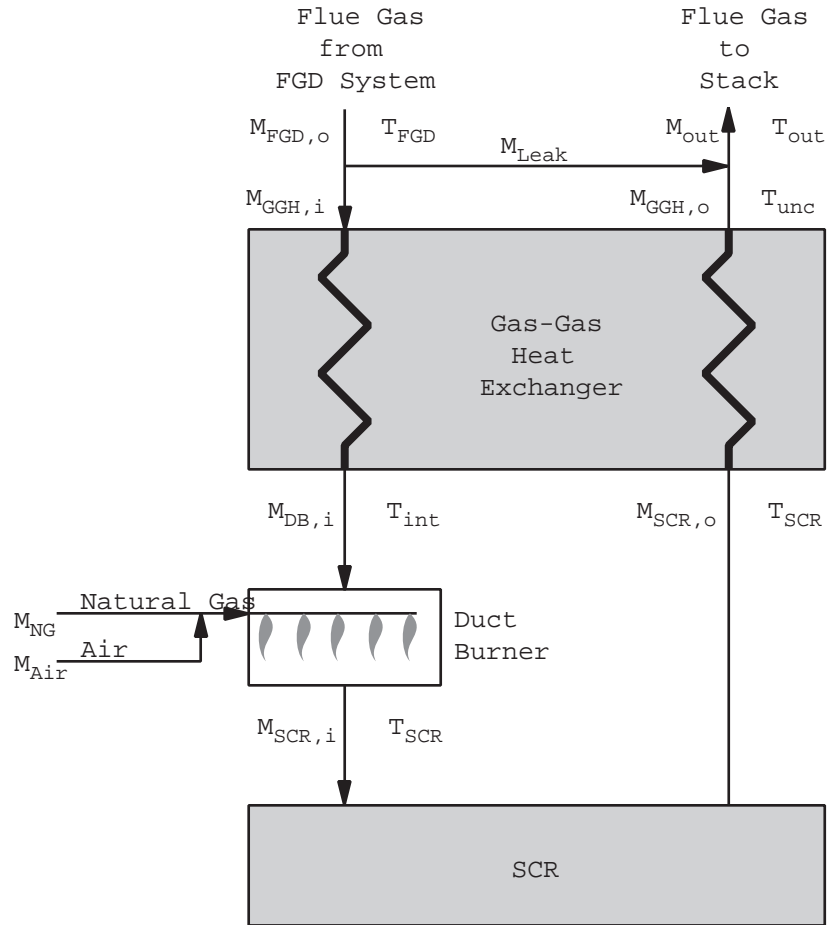 Flue Gas
from
FGD System
Flue Gas
to
Stack
M_FGD,o
T_FGD
M_Leak
M_out
T_out
M_GGH,i
M_GGH,o
T_unc
Gas-Gas
Heat
Exchanger
M_DB,i
T_int
M_SCR,o
T_SCR
Natural Gas
M_NG
Air
M_Air
Duct
Burner
M_SCR,i
T_SCR
SCR